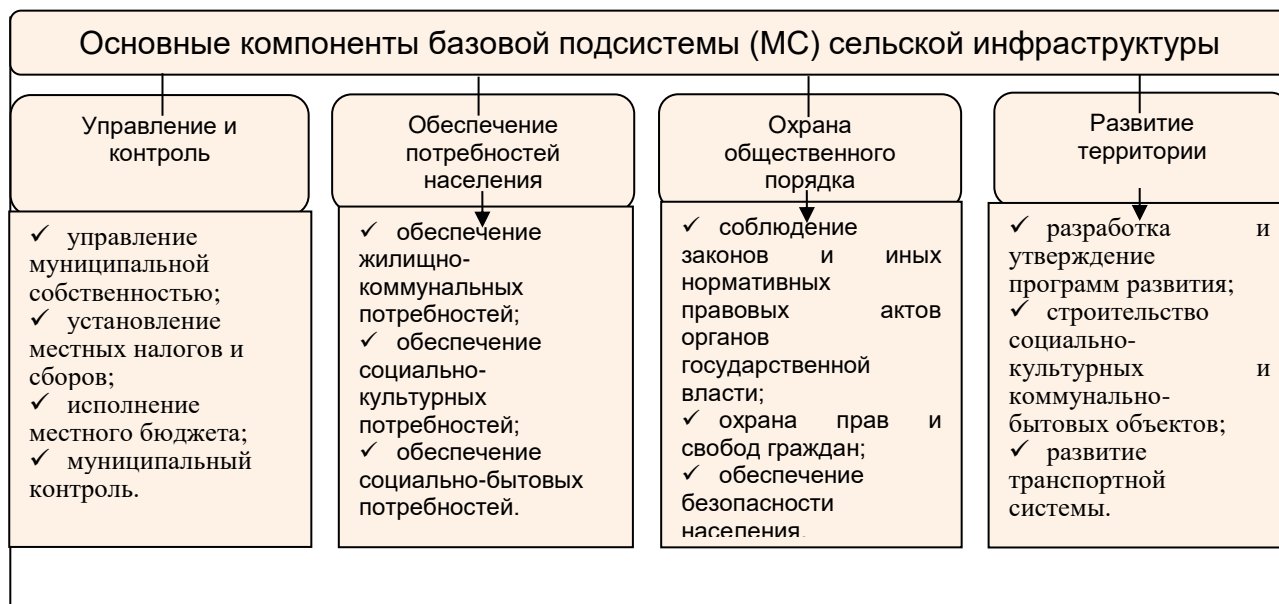 Основные компоненты базовой подсистемы (МС) сельской инфраструктуры
Управление и
контроль
✓ управление
муниципальной
собственностью;
✓ установление
местных налогов и
сборов;
✓ исполнение
местного бюджета;
✓ муниципальный
контроль.
Обеспечение
потребностей
населения
✓ обеспечение
жилищно-
коммунальных
потребностей;
✓ обеспечение
социально-
культурных
потребностей;
✓ обеспечение
социально-бытовых
потребностей.
Охрана
общественного
порядка
✓ соблюдение
законов и иных
нормативных
правовых актов
органов
государственной
власти;
✓ охрана прав и
свобод граждан;
✓ обеспечение
безопасности
населения.
Развитие
территории
✓ разработка и
утверждение
программ развития;
✓ строительство
социально-
культурных и
коммунально-
бытовых объектов;
✓ развитие
транспортной
системы.